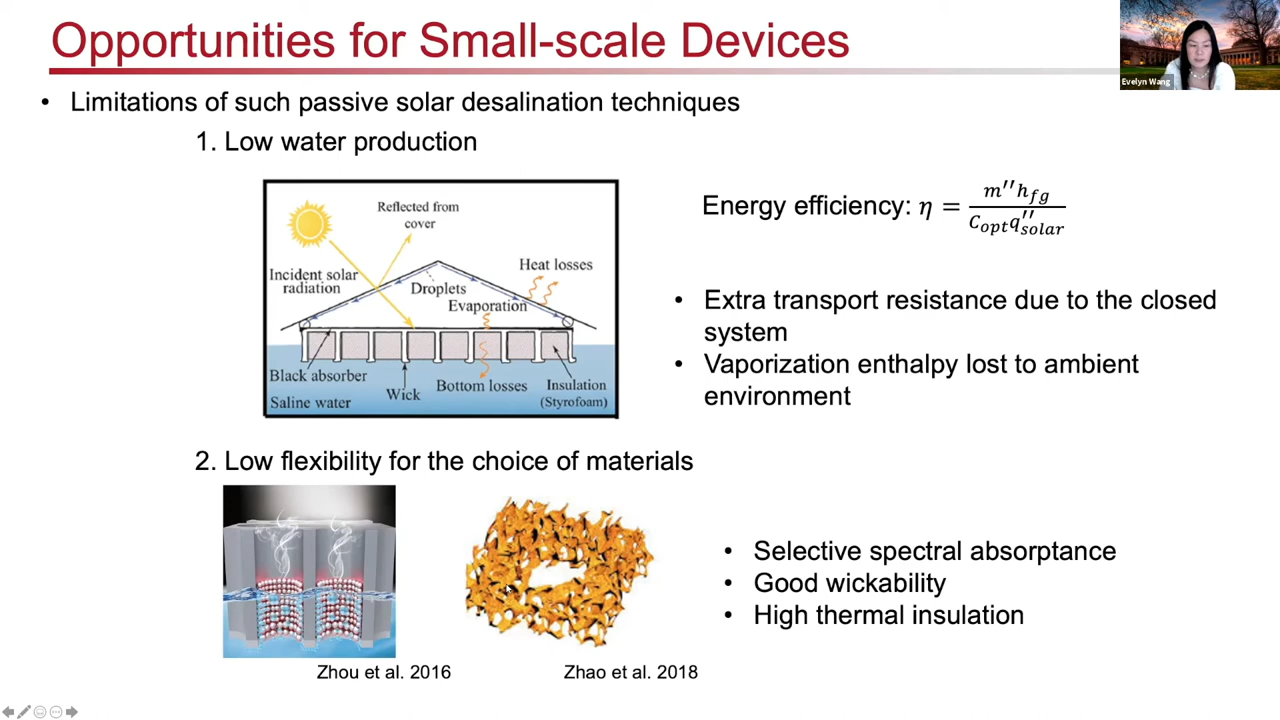 Opportunities for Small-scale Devices
Evelyn Wang
• Limitations of such passive solar desalination techniques
1. Low water production
Reflected from
cover
Incident solar
radiation
Droplets
Heat losses
Evaporation
Black absorber
Wick
Bottom losses
Insulation
(Styrofoam)
Saline water
Energy efficiency: η = m′′h_fg / C_opt q′′_solar
• Extra transport resistance due to the closed
system
• Vaporization enthalpy lost to ambient
environment
2. Low flexibility for the choice of materials
Zhou et al. 2016
Zhao et al. 2018
• Selective spectral absorptance
• Good wickability
• High thermal insulation